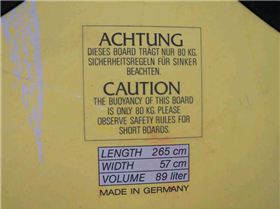 ACHTUNG
DIESES BOARD TRÄGT NUR 80 KG.
SICHERHEITSREGELN FÜR SINKER
BEACHTEN.
CAUTION
THE BUOYANCY OF THIS BOARD
IS ONLY 80 KG. PLEASE
OBSERVE SAFETY RULES FOR
SHORT BOARDS.
LENGTH 265 cm
WIDTH 57 cm
VOLUME 89 liter
MADE IN GERMANY